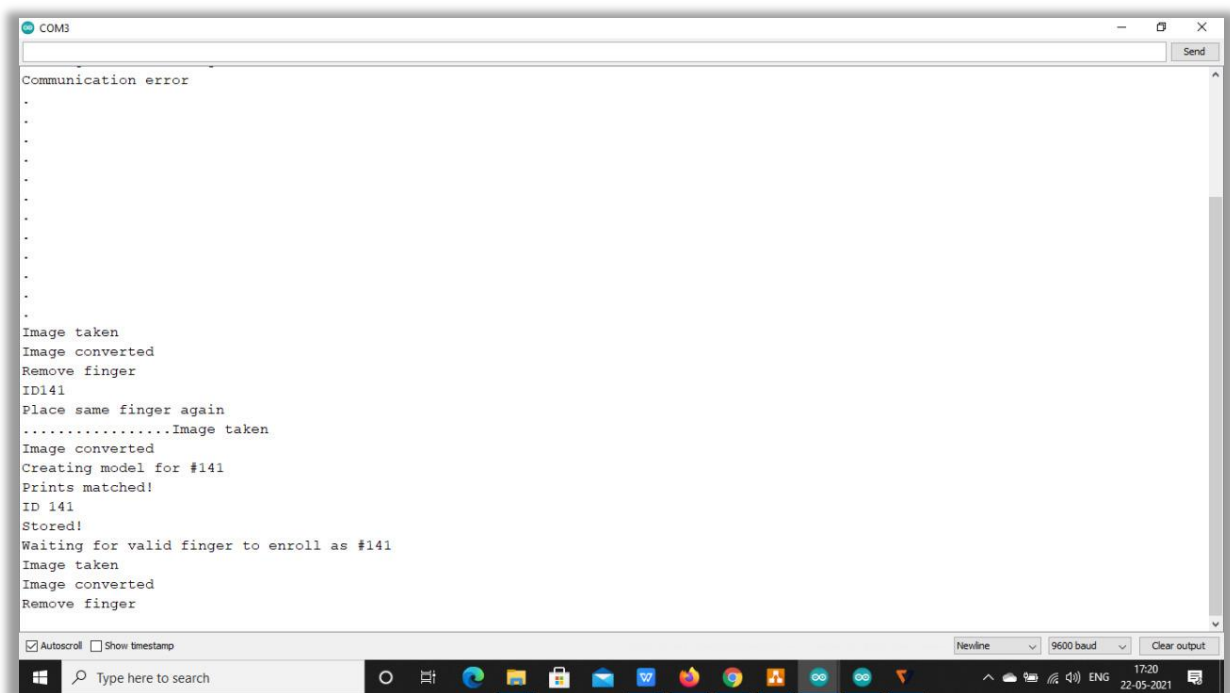 COM3
Send
Communication error
.
.
.
.
.
.
.
.
.
.
.
.
Image taken
Image converted
Remove finger
ID141
Place same finger again
.................Image taken
Image converted
Creating model for #141
Prints matched!
ID 141
Stored!
Waiting for valid finger to enroll as #141
Image taken
Image converted
Remove finger
Autoscroll Show timestamp Newline 9600 baud Clear output
Type here to search ENG 17:20
22-05-2021